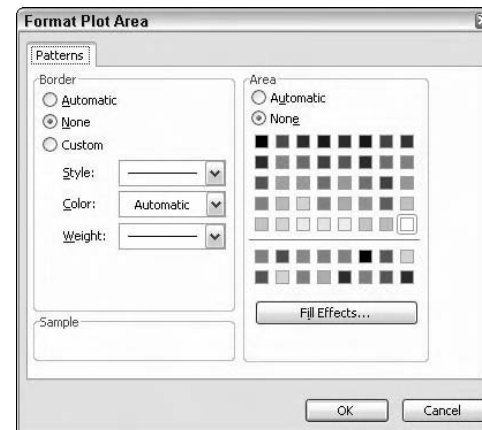 Format Plot Area
Patterns
Border
Automatic
None
Custom
Style:
Color:
Automatic
Weight:
Area
Automatic
None
Fill Effects...
Sample
OK
Cancel